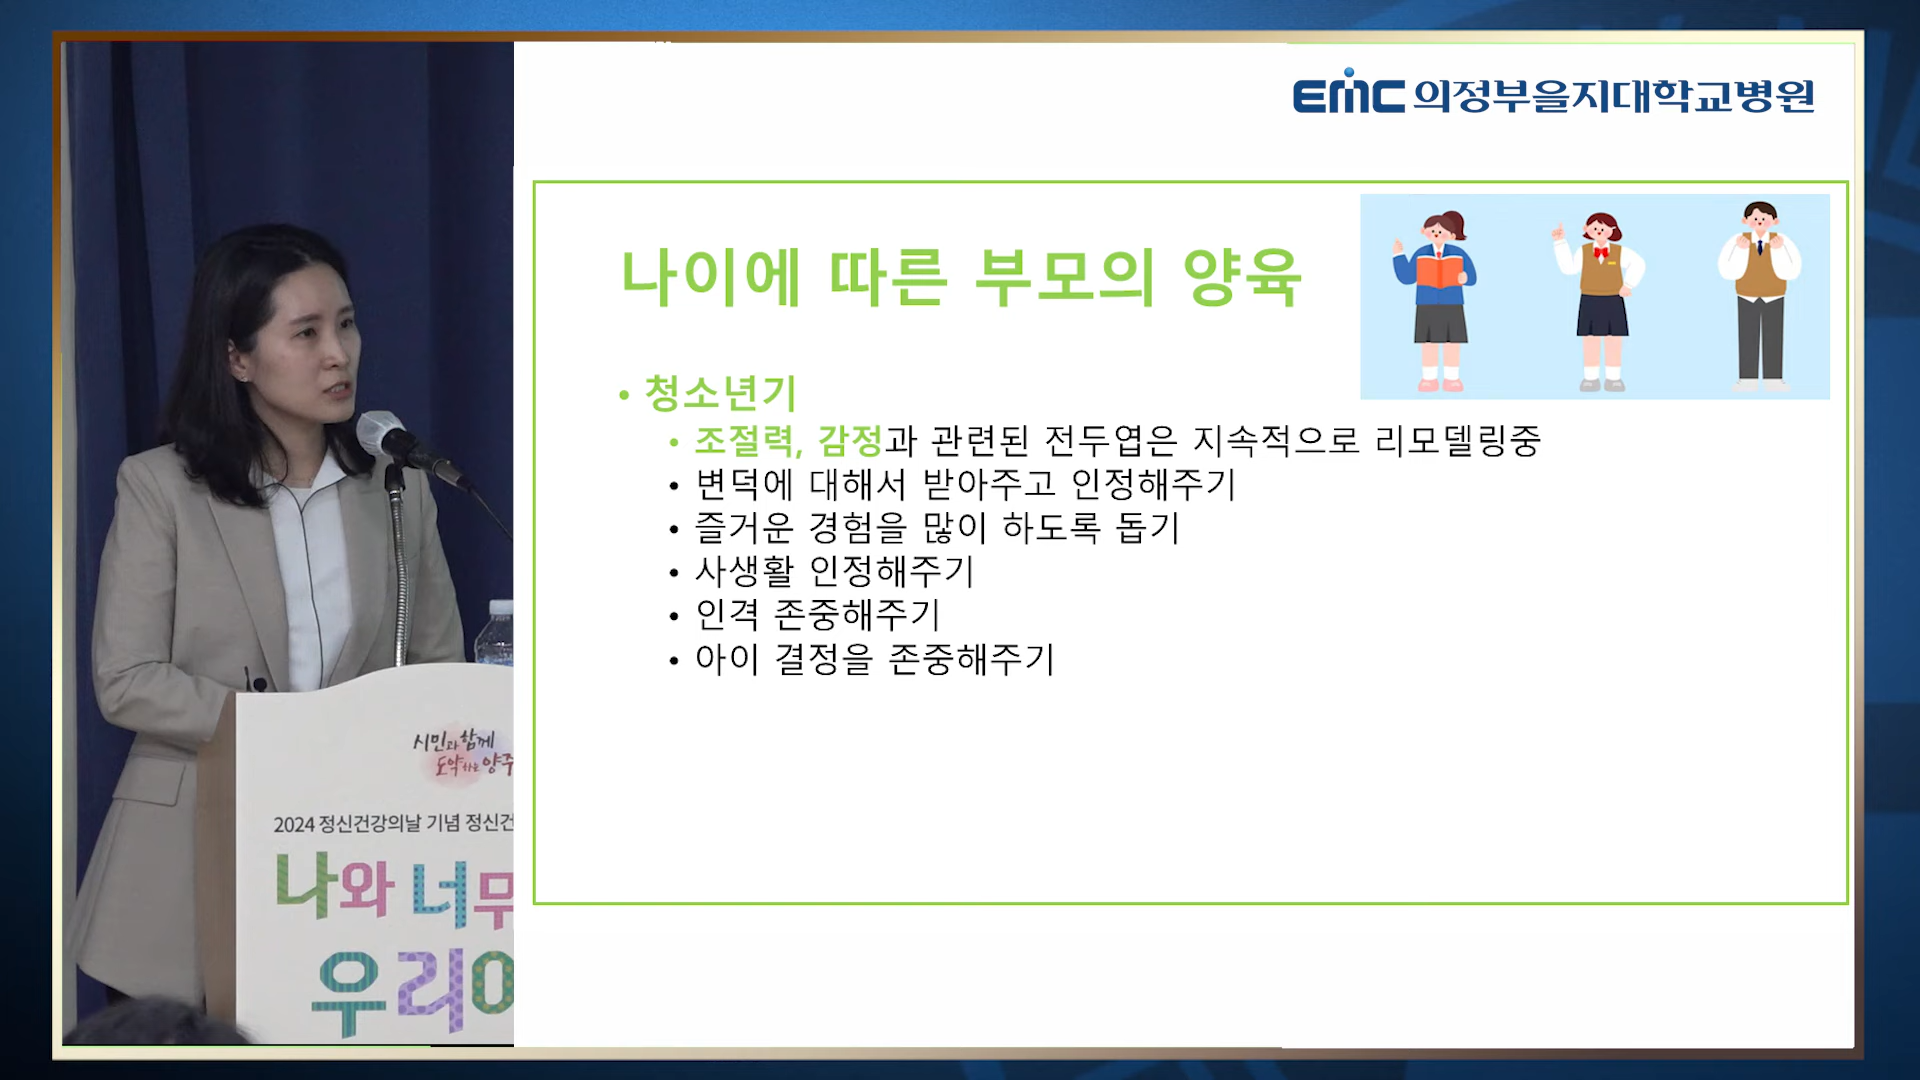 EMC 의정부을지대학교병원
나이에 따른 부모의 양육
• 청소년기
• 조절력, 감정과 관련된 전두엽은 지속적으로 리모델링중
• 변덕에 대해서 받아주고 인정해주기
• 즐거운 경험을 많이 하도록 돕기
• 사생활 인정해주기
• 인격 존중해주기
• 아이 결정을 존중해주기
시민과 함께
도약하는 양주
2024 정신건강의날 기념 정신건
나와 너무
우리